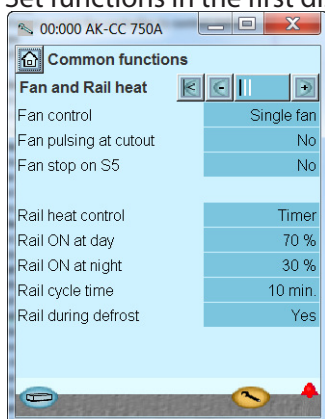 Set functions in the first di
00:000 AK-CC 750A
Common functions
Fan and Rail heat
Fan control Single fan
Fan pulsing at cutout No
Fan stop on S5 No
Rail heat control Timer
Rail ON at day 70 %
Rail ON at night 30 %
Rail cycle time 10 min.
Rail during defrost Yes